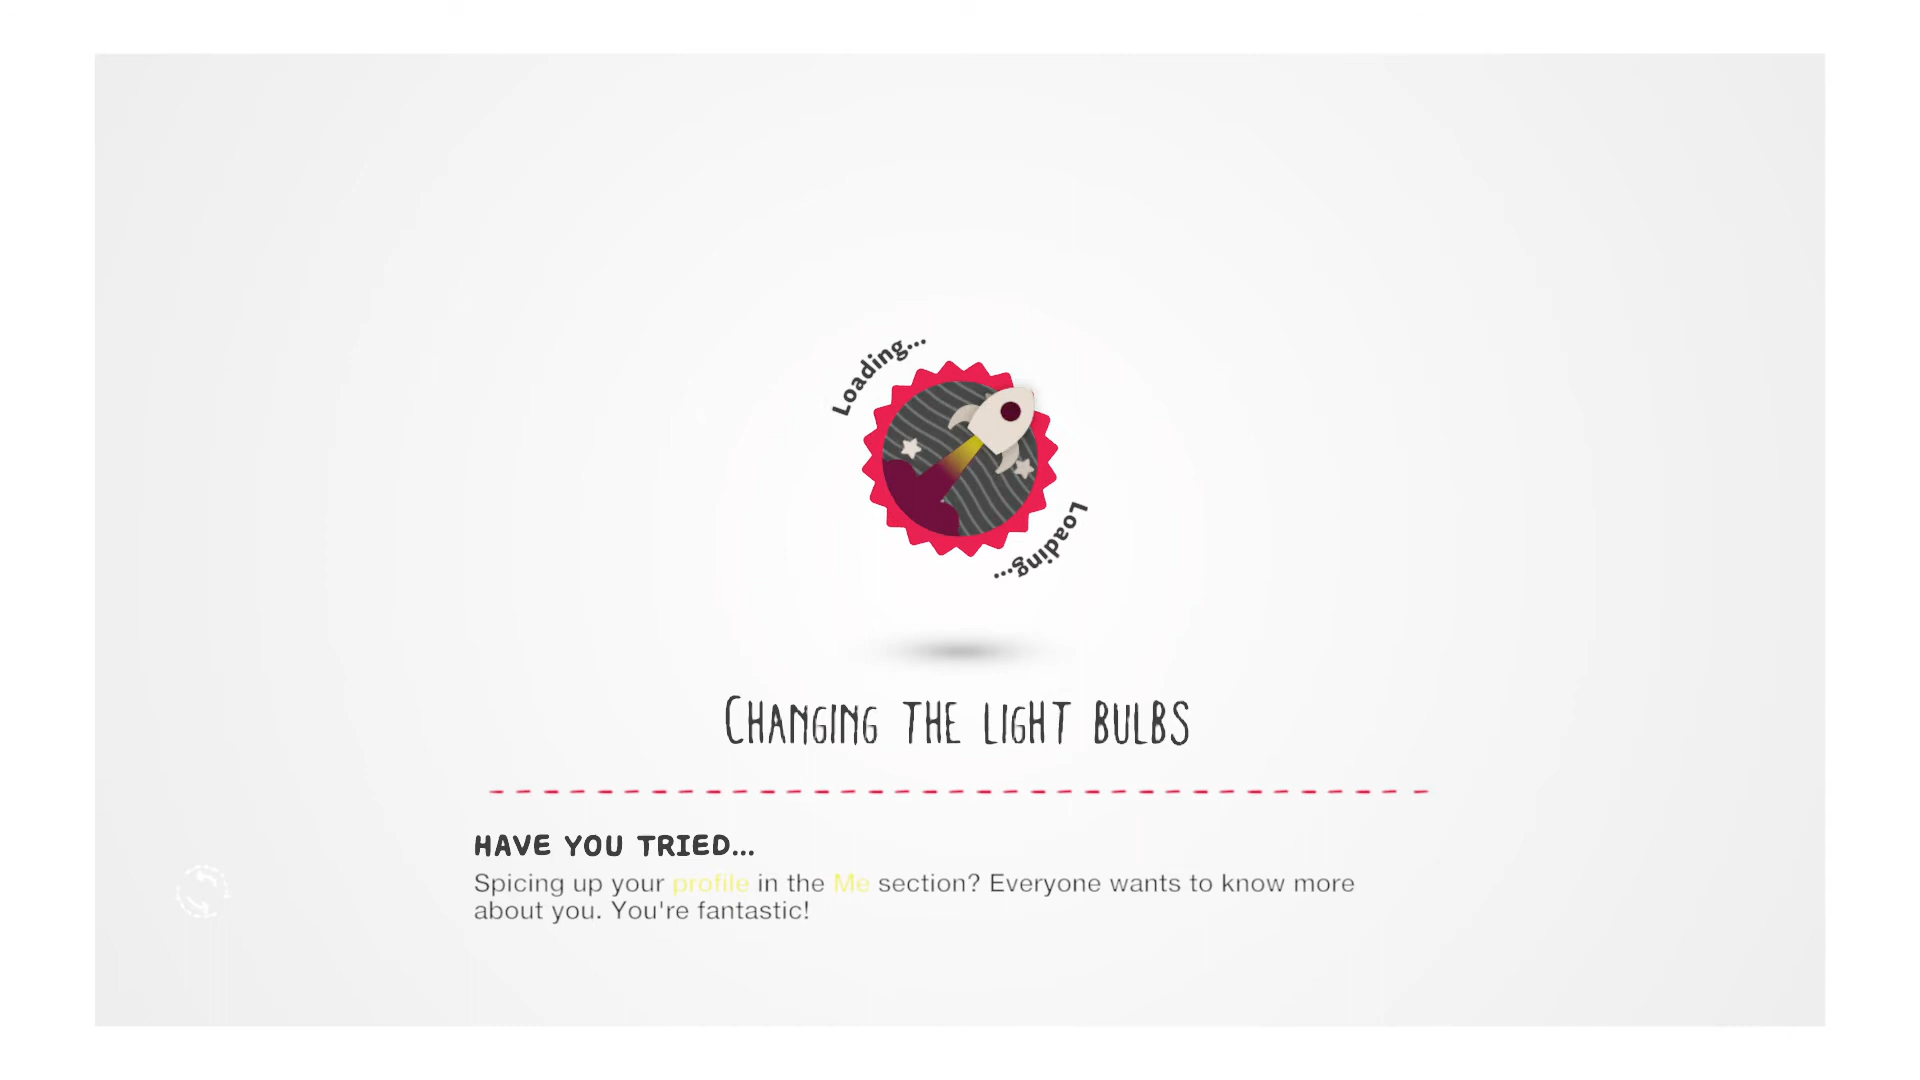 Loading...
Loading...
CHANGING THE LIGHT BULBS
HAVE YOU TRIED...
Spicing up your profile in the Me section? Everyone wants to know more
about you. You're fantastic!